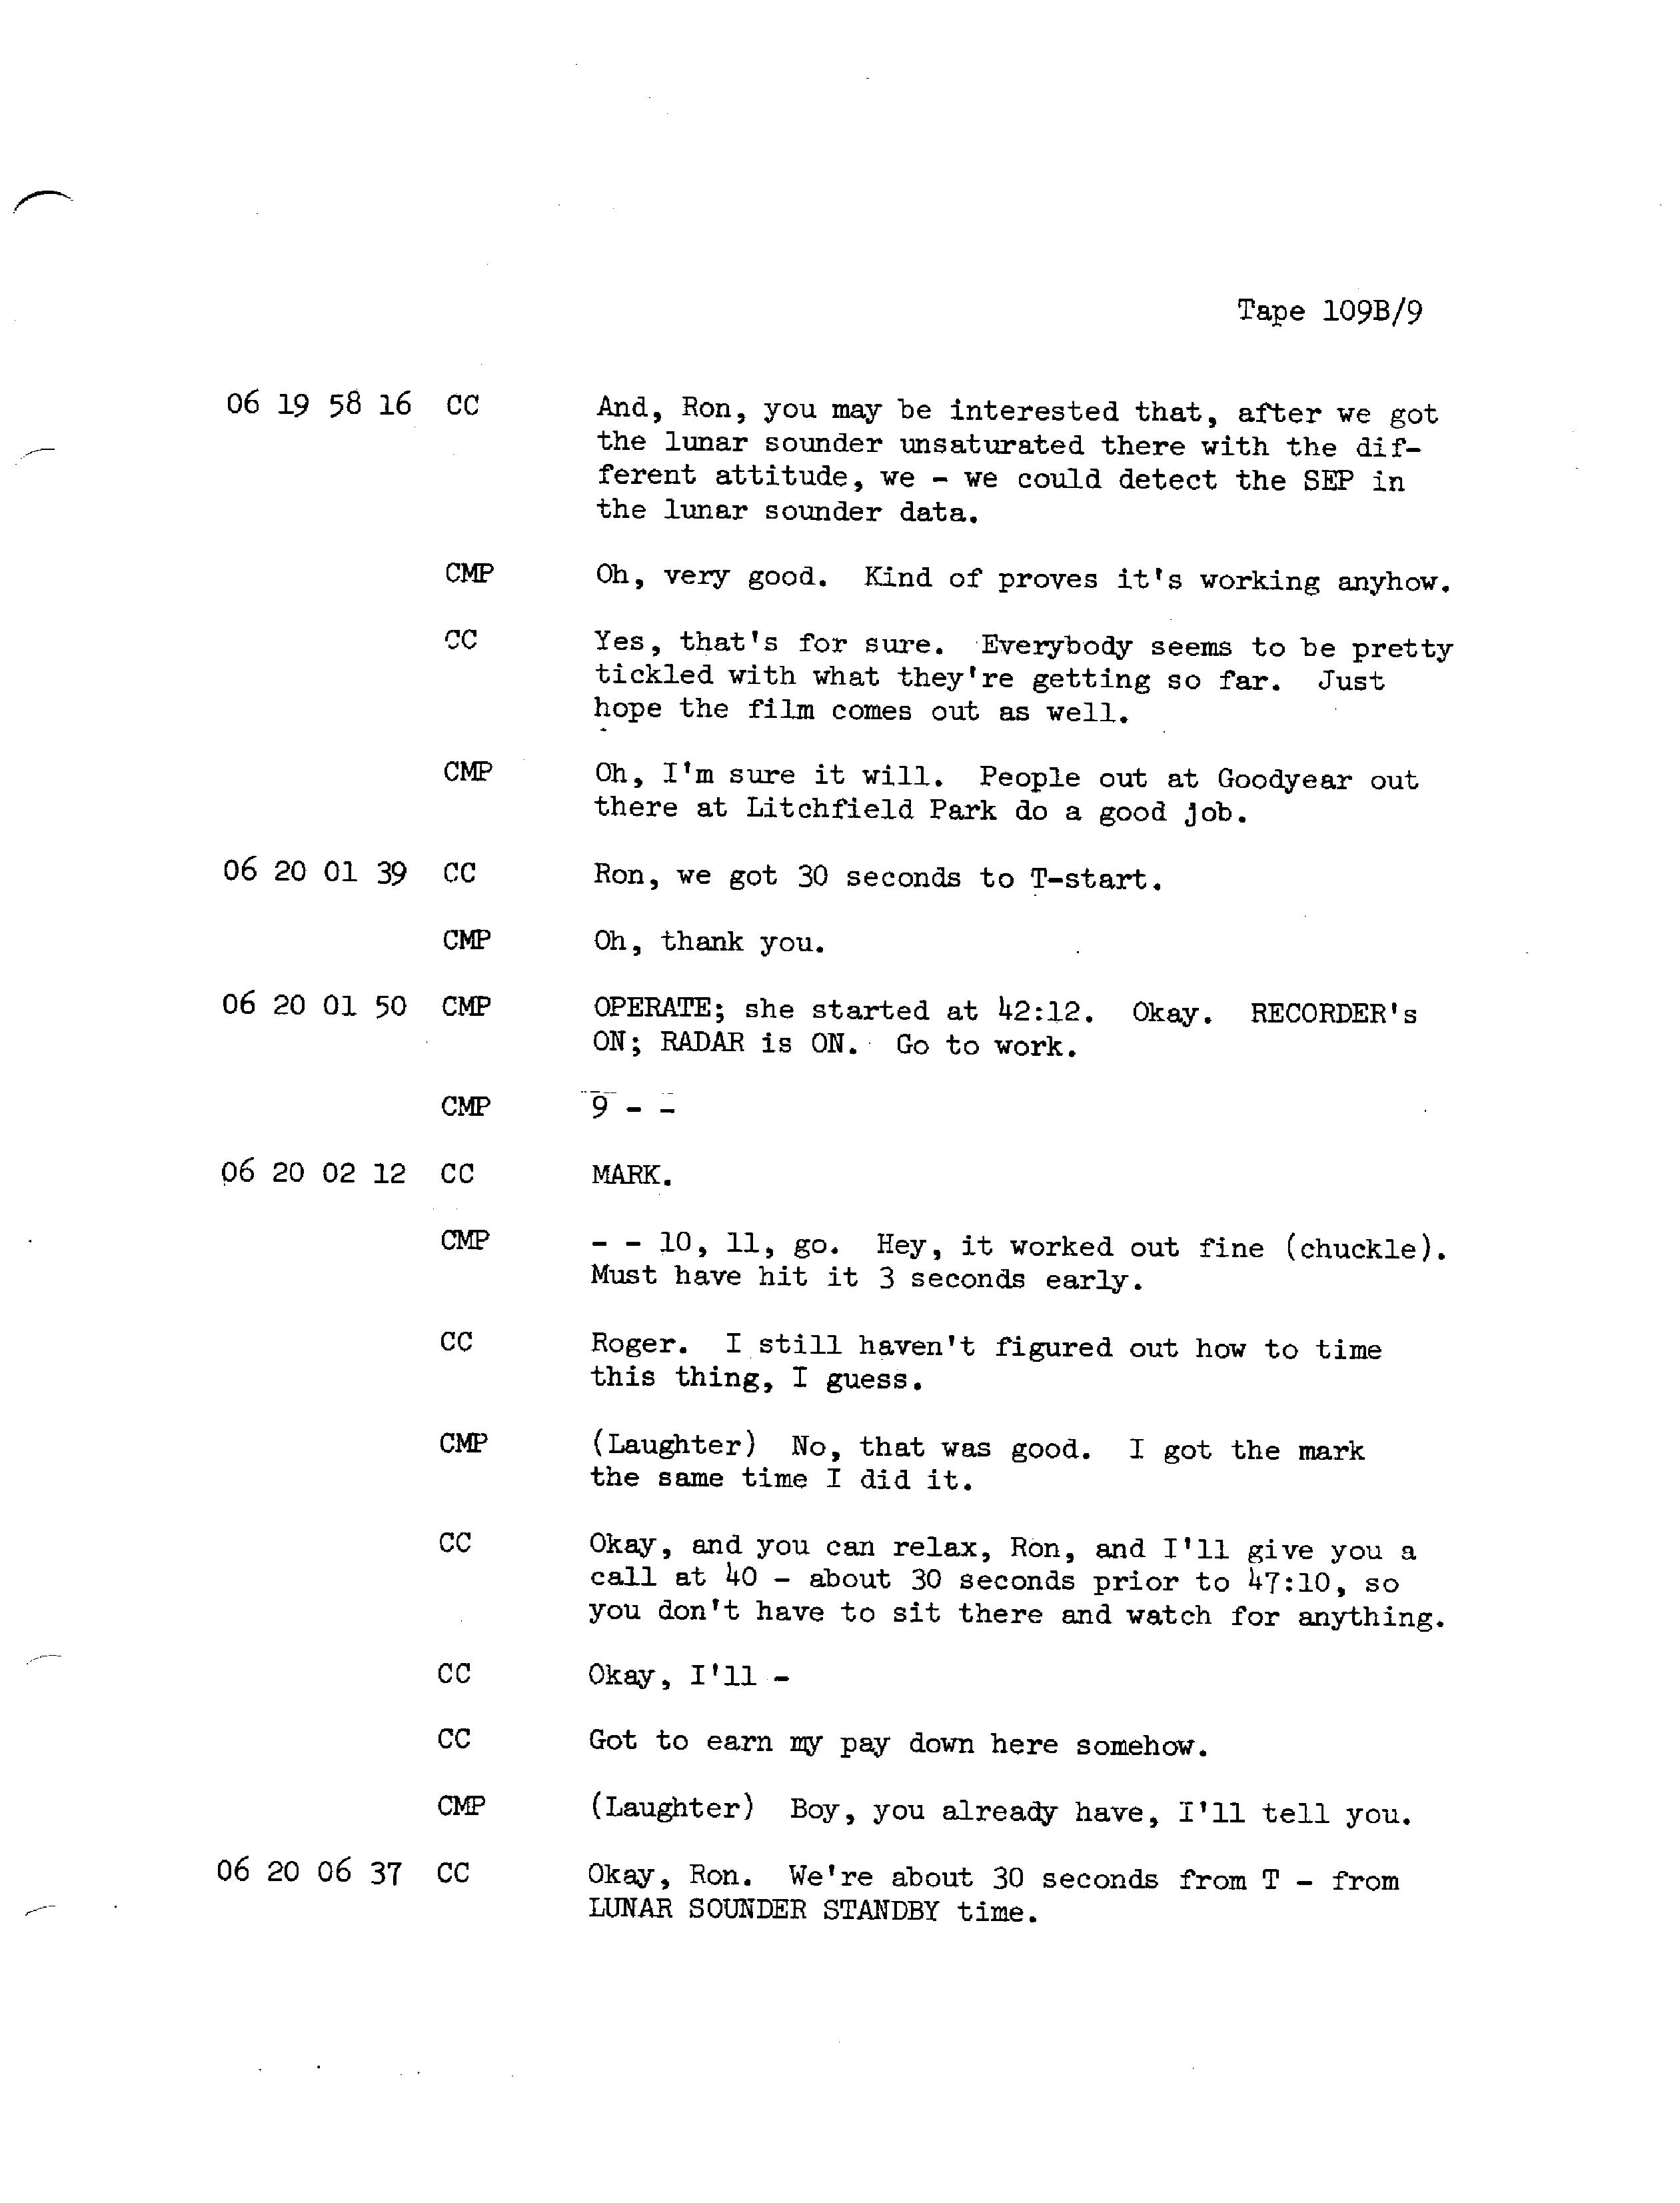 Tape 109B/9
06 19 58 16 CC And, Ron, you may be interested that, after we got
the lunar sounder unsaturated there with the dif-
ferent attitude, we - we could detect the SEP in
the lunar sounder data.
CMP Oh, very good. Kind of proves it's working anyhow.
CC Yes, that's for sure. Everybody seems to be pretty
tickled with what they're getting so far. Just
hope the film comes out as well.
CMP Oh, I'm sure it will. People out at Goodyear out
there at Litchfield Park do a good job.
06 20 01 39 CC Ron, we got 30 seconds to T-start.
CMP Oh, thank you.
06 20 01 50 CMP OPERATE; she started at 42:12. Okay. RECORDER's
ON; RADAR is ON. Go to work.
CMP 9 - -
06 20 02 12 CC MARK.
CMP - - 10, 11, go. Hey, it worked out fine (chuckle).
Must have hit it 3 seconds early.
CC Roger. I still haven't figured out how to time
this thing, I guess.
CMP (Laughter) No, that was good. I got the mark
the same time I did it.
CC Okay, and you can relax, Ron, and I'll give you a
call at 40 - about 30 seconds prior to 47:10, so
you don't have to sit there and watch for anything.
CC Okay, I'll -
CC Got to earn my pay down here somehow.
CMP (Laughter) Boy, you already have, I'll tell you.
06 20 06 37 CC Okay, Ron. We're about 30 seconds from T - from
LUNAR SOUNDER STANDBY time.